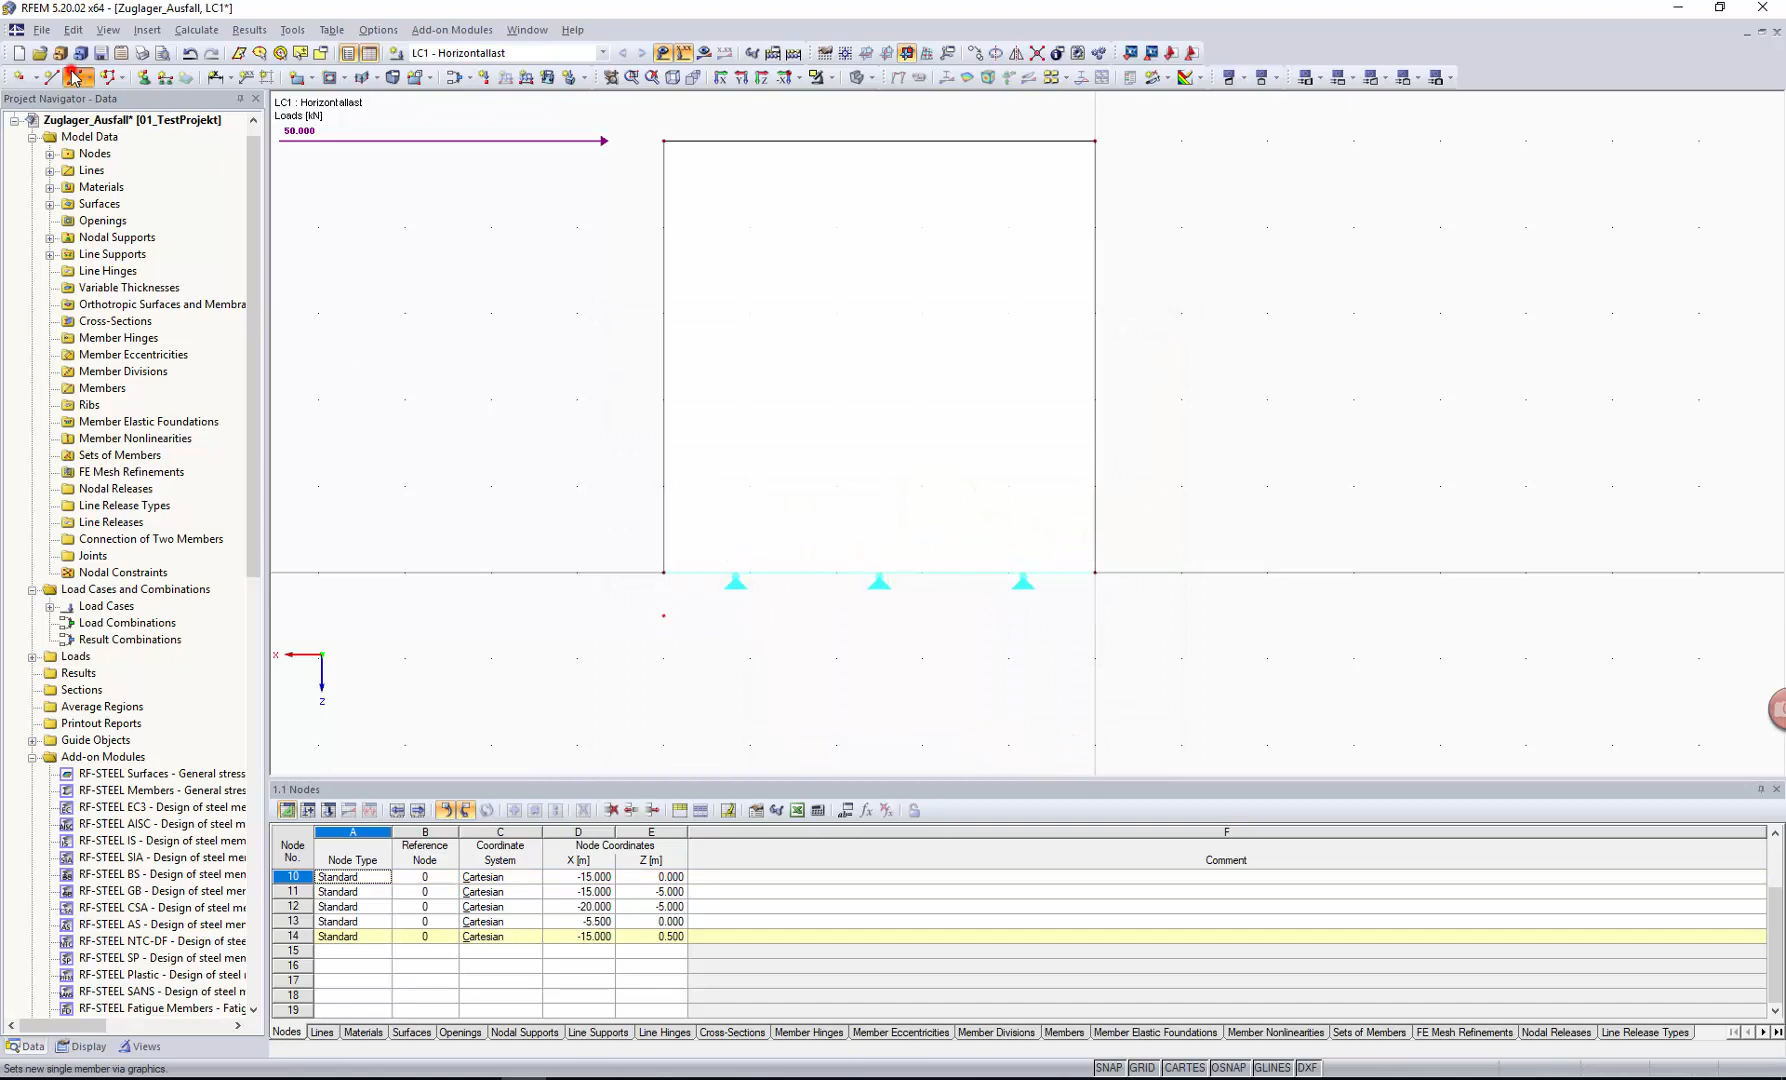 RFEM 5.20.02 x64 - [Zuglager_Ausfall, LC1*]
File Edit View Insert Calculate Results Tools Table Options Add-on Modules Window Help
LC1 - Horizontallast
Project Navigator - Data
Zuglager_Ausfall* [01_TestProjekt]
Model Data
Nodes
Lines
Materials
Surfaces
Openings
Nodal Supports
Line Supports
Line Hinges
Variable Thicknesses
Orthotropic Surfaces and Membra
Cross-Sections
Member Hinges
Member Eccentricities
Member Divisions
Members
Ribs
Member Elastic Foundations
Member Nonlinearities
Sets of Members
FE Mesh Refinements
Nodal Releases
Line Release Types
Line Releases
Connection of Two Members
Joints
Nodal Constraints
Load Cases and Combinations
Load Cases
Load Combinations
Result Combinations
Loads
Results
Sections
Average Regions
Printout Reports
Guide Objects
Add-on Modules
RF-STEEL Surfaces - General stress
RF-STEEL Members - General stress
RF-STEEL EC3 - Design of steel me
RF-STEEL AISC - Design of steel m
RF-STEEL IS - Design of steel mem
RF-STEEL SIA - Design of steel me
RF-STEEL BS - Design of steel mer
RF-STEEL GB - Design of steel mer
RF-STEEL CSA - Design of steel me
RF-STEEL AS - Design of steel mer
RF-STEEL NTC-DF - Design of steel
RF-STEEL SP - Design of steel mer
RF-STEEL Plastic - Design of steel
RF-STEEL SANS - Design of steel m
RF-STEEL Fatigue Members - Fatig
Data Display Views
LC1 : Horizontallast
Loads [kN]
50.000
X
Z
1.1 Nodes
A B C D E F
Node No. Node Type Reference Node Coordinate System Node Coordinates X [m] Z [m] Comment
10 Standard 0 Cartesian -15.000 0.000
11 Standard 0 Cartesian -15.000 -5.000
12 Standard 0 Cartesian -20.000 -5.000
13 Standard 0 Cartesian -5.500 0.000
14 Standard 0 Cartesian -15.000 0.500
15
16
17
18
19
Nodes Lines Materials Surfaces Openings Nodal Supports Line Supports Line Hinges Cross-Sections Member Hinges Member Eccentricities Member Divisions Members Member Elastic Foundations Member Nonlinearities Sets of Members FE Mesh Refinements Nodal Releases Line Release Types
Sets new single member via graphics.
SNAP GRID CARTES OSNAP GLINES DXF